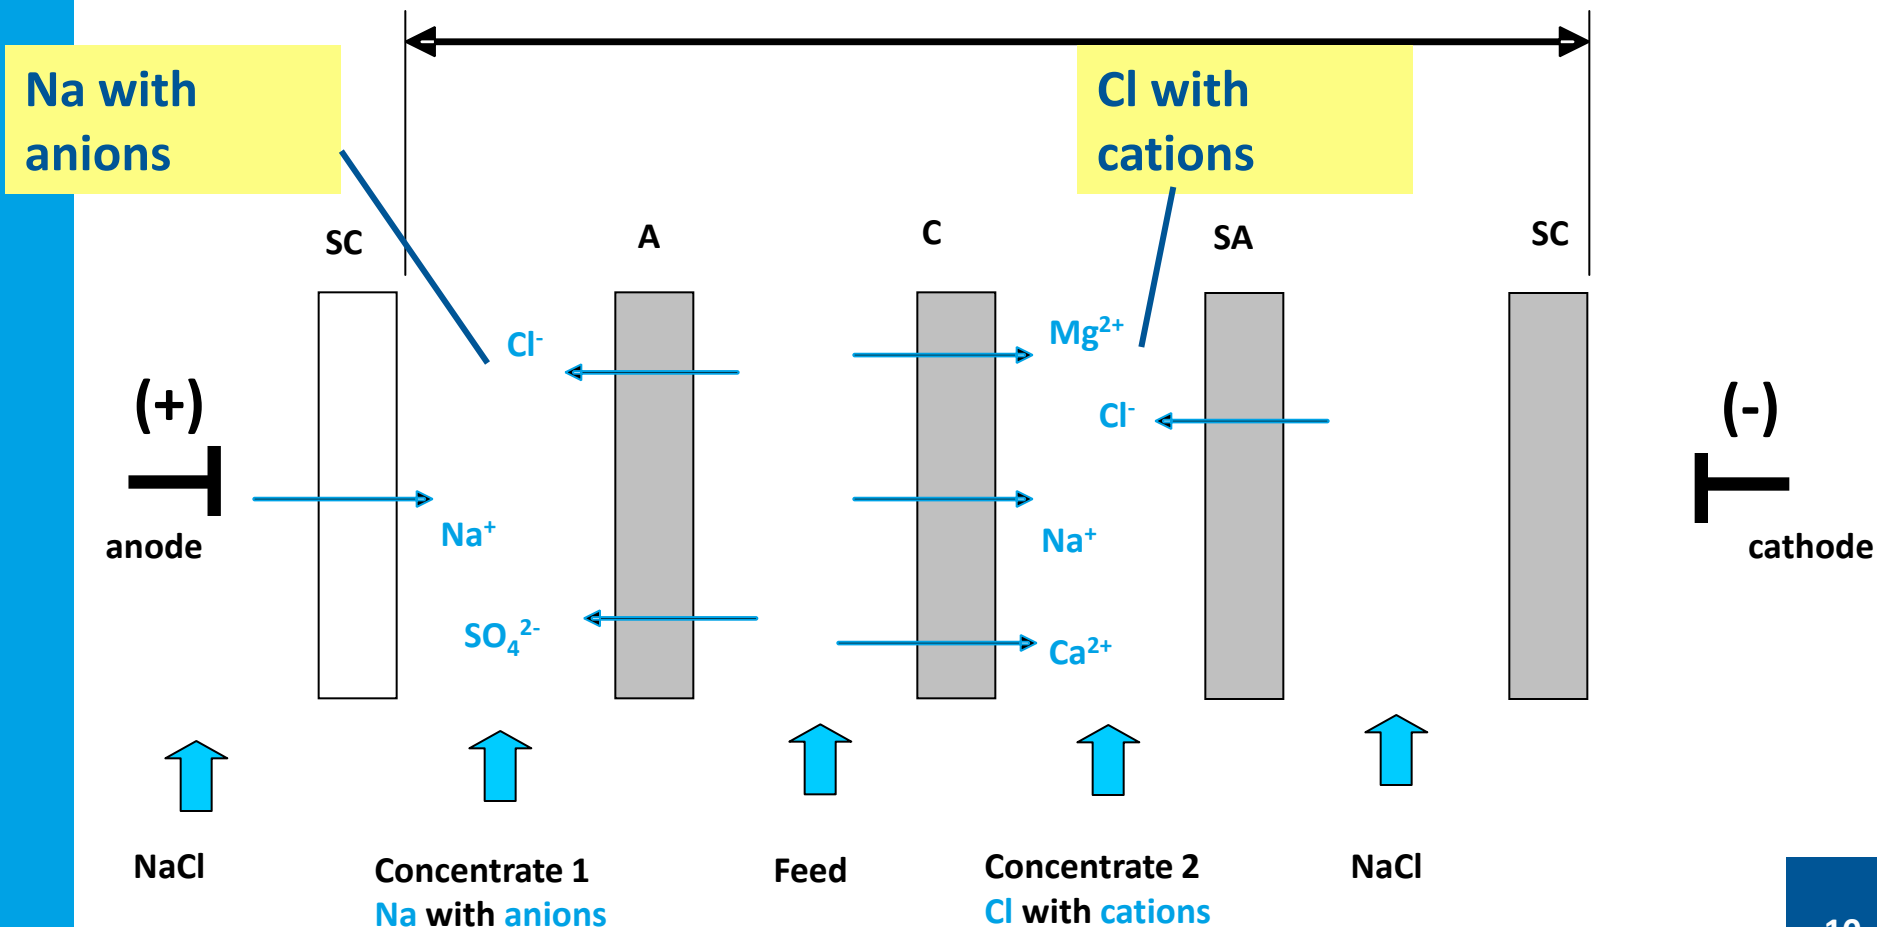 Na with
anions
Cl with
cations
SC
A
C
SA
SC
Cl⁻
Mg²⁺
(+)
Cl⁻
(-)
anode
Na⁺
Na⁺
cathode
SO₄²⁻
Ca²⁺
NaCl
Concentrate 1
Na with anions
Feed
Concentrate 2
Cl with cations
NaCl